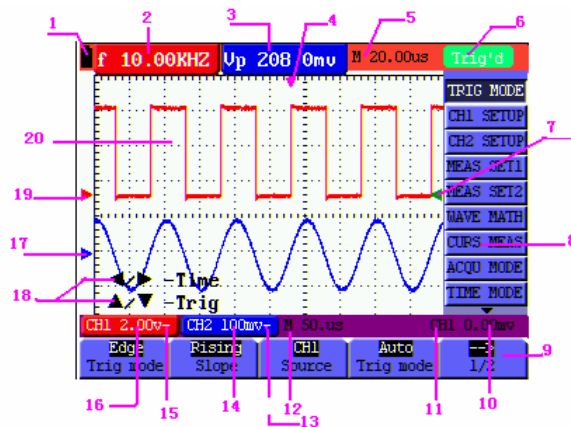 1 2 3 4 5 6
f 10.00KHZ Vp 208.0mv M 20.00us Trig'd
TRIG MODE
CH1 SETUP
7
CH2 SETUP
20
MEAS SET1
19
MEAS SET2
WAVE MATH
17
CURS MEAS
8
ACQU MODE
18
-Time
TIME MODE
-Trig
CH1 2.00v CH2 100mv M 50.us CH1 0.00mv
Edge Rising CH1 Auto -->
Trig mode Slope Source Trig mode 1/2
9
16 15 14 13 12 11 10